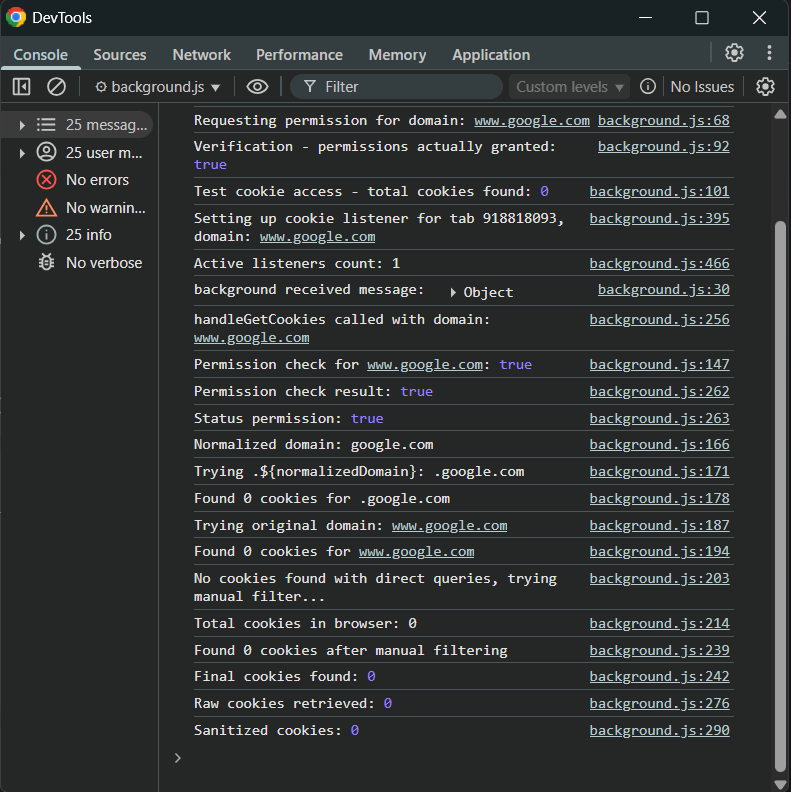 DevTools
Console Sources Network Performance Memory Application
background.js Filter Custom levels No Issues
25 messag...
25 user m...
No errors
No warnin...
25 info
No verbose
Requesting permission for domain: www.google.com background.js:68
Verification - permissions actually granted: background.js:92
true
Test cookie access - total cookies found: 0 background.js:101
Setting up cookie listener for tab 918818093, background.js:395
domain: www.google.com
Active listeners count: 1 background.js:466
background received message: Object background.js:30
handleGetCookies called with domain: background.js:256
www.google.com
Permission check for www.google.com: true background.js:147
Permission check result: true background.js:262
Status permission: true background.js:263
Normalized domain: google.com background.js:166
Trying .${normalizedDomain}: .google.com background.js:171
Found 0 cookies for .google.com background.js:178
Trying original domain: www.google.com background.js:187
Found 0 cookies for www.google.com background.js:194
No cookies found with direct queries, trying background.js:203
manual filter...
Total cookies in browser: 0 background.js:214
Found 0 cookies after manual filtering background.js:239
Final cookies found: 0 background.js:242
Raw cookies retrieved: 0 background.js:276
Sanitized cookies: 0 background.js:290